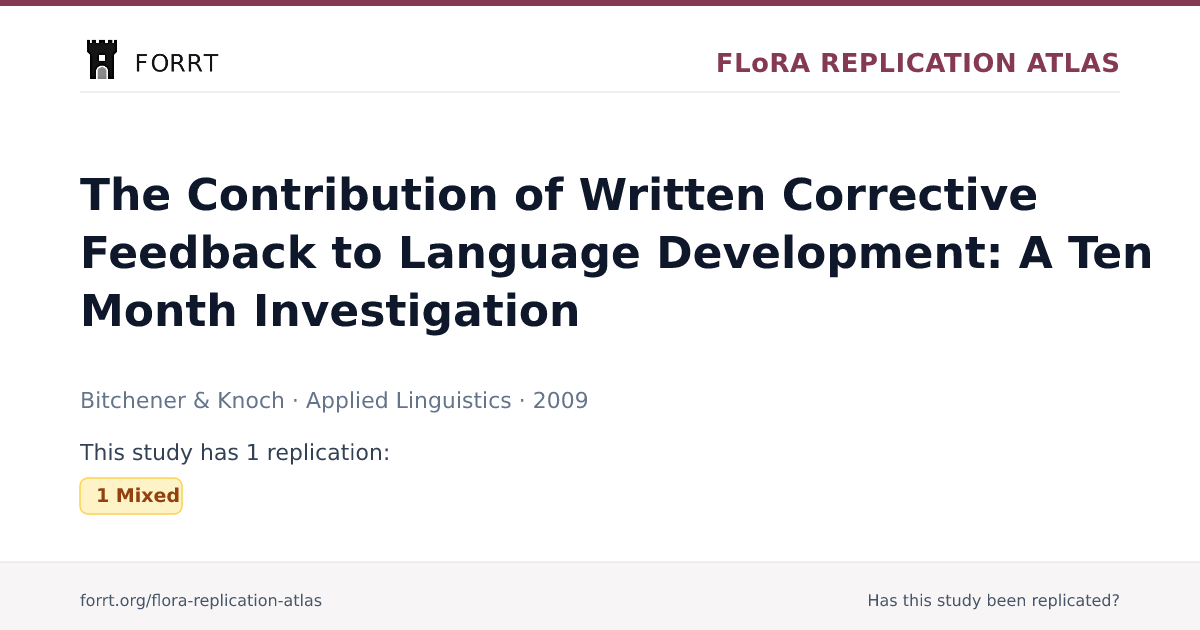 FORRT
FLoRA REPLICATION ATLAS
The Contribution of Written Corrective
Feedback to Language Development: A Ten
Month Investigation
Bitchener & Knoch · Applied Linguistics · 2009
This study has 1 replication:
1 Mixed
forrt.org/flora-replication-atlas
Has this study been replicated?